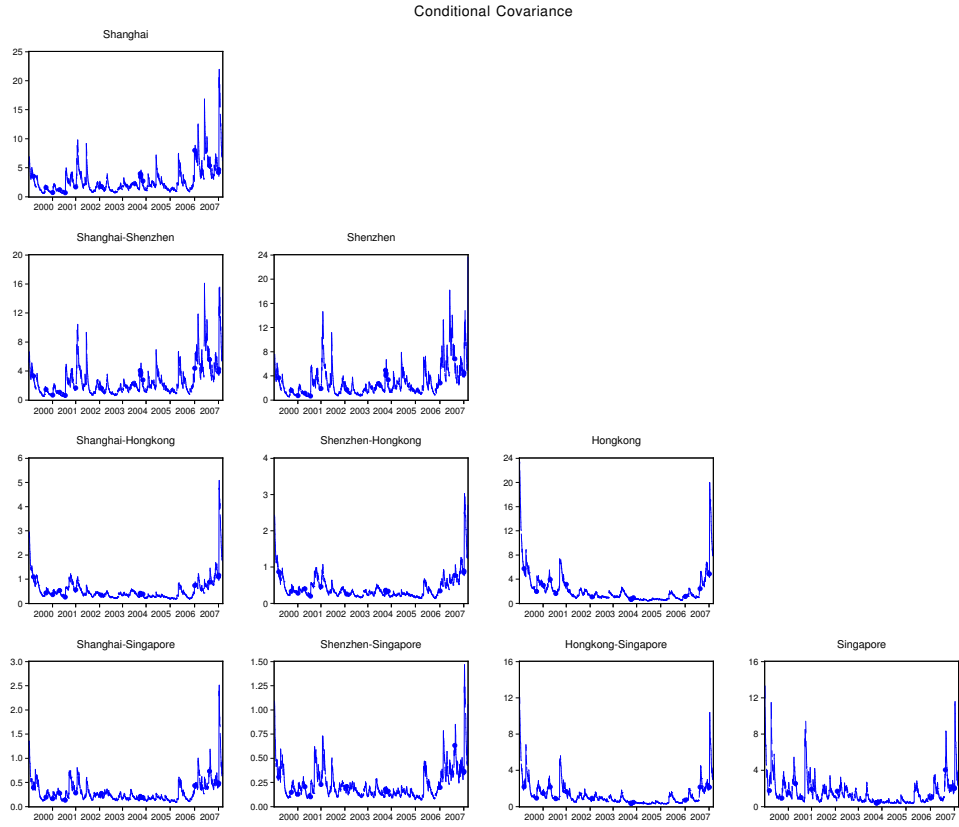 Conditional Covariance
Shanghai
25
20
15
10
5
0
2000 2001 2002 2003 2004 2005 2006 2007
Shanghai-Shenzhen
20
16
12
8
4
0
2000 2001 2002 2003 2004 2005 2006 2007
Shenzhen
24
20
16
12
8
4
0
2000 2001 2002 2003 2004 2005 2006 2007
Shanghai-Hongkong
6
5
4
3
2
1
0
2000 2001 2002 2003 2004 2005 2006 2007
Shenzhen-Hongkong
4
3
2
1
0
2000 2001 2002 2003 2004 2005 2006 2007
Hongkong
24
20
16
12
8
4
0
2000 2001 2002 2003 2004 2005 2006 2007
Shanghai-Singapore
3.0
2.5
2.0
1.5
1.0
0.5
0.0
2000 2001 2002 2003 2004 2005 2006 2007
Shenzhen-Singapore
1.50
1.25
1.00
0.75
0.50
0.25
0.00
2000 2001 2002 2003 2004 2005 2006 2007
Hongkong-Singapore
16
12
8
4
0
2000 2001 2002 2003 2004 2005 2006 2007
Singapore
16
12
8
4
0
2000 2001 2002 2003 2004 2005 2006 2007